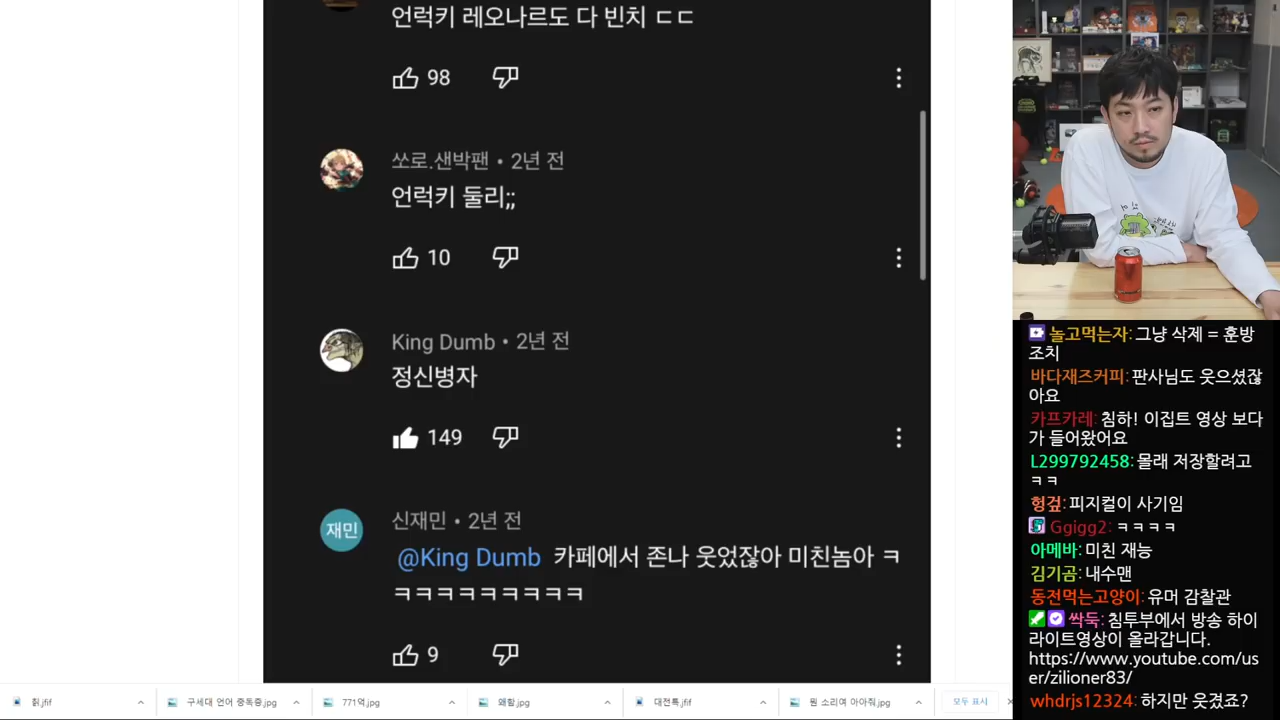 언럭키 레오나르도 다 빈치 ㄷㄷ
98
쏘로.샌박팬 • 2년 전
언럭키 둘리;;
10
King Dumb • 2년 전
정신병자
149
재민
신재민 • 2년 전
@King Dumb 카페에서 존나 웃었잖아 미친놈아 ㅋ
ㅋㅋㅋㅋㅋㅋㅋㅋㅋ
9
놀고먹는자: 그냥 삭제 = 훈방
조치
바다재즈커피: 판사님도 웃으셨잖
아요
카프카레: 침하! 이집트 영상 보다
가 들어왔어요
L299792458: 몰래 저장할려고
ㅋㅋ
헝겊: 피지컬이 사기임
Ggigg2: ㅋㅋㅋㅋ
아메바: 미친 재능
김기곰: 내수맨
동전먹는고양이: 유머 감찰관
싹둑: 침투부에서 방송 하이
라이트영상이 올라갑니다.
https://www.youtube.com/us
er/zilioner83/
whdrjs12324: 하지만 웃겼죠?
췱.jfif
구세대 언어 중독증.jpg
771억.jpg
왜함.jpg
대전특.jfif
뭔 소리여 아아줘.jpg
모두 표시